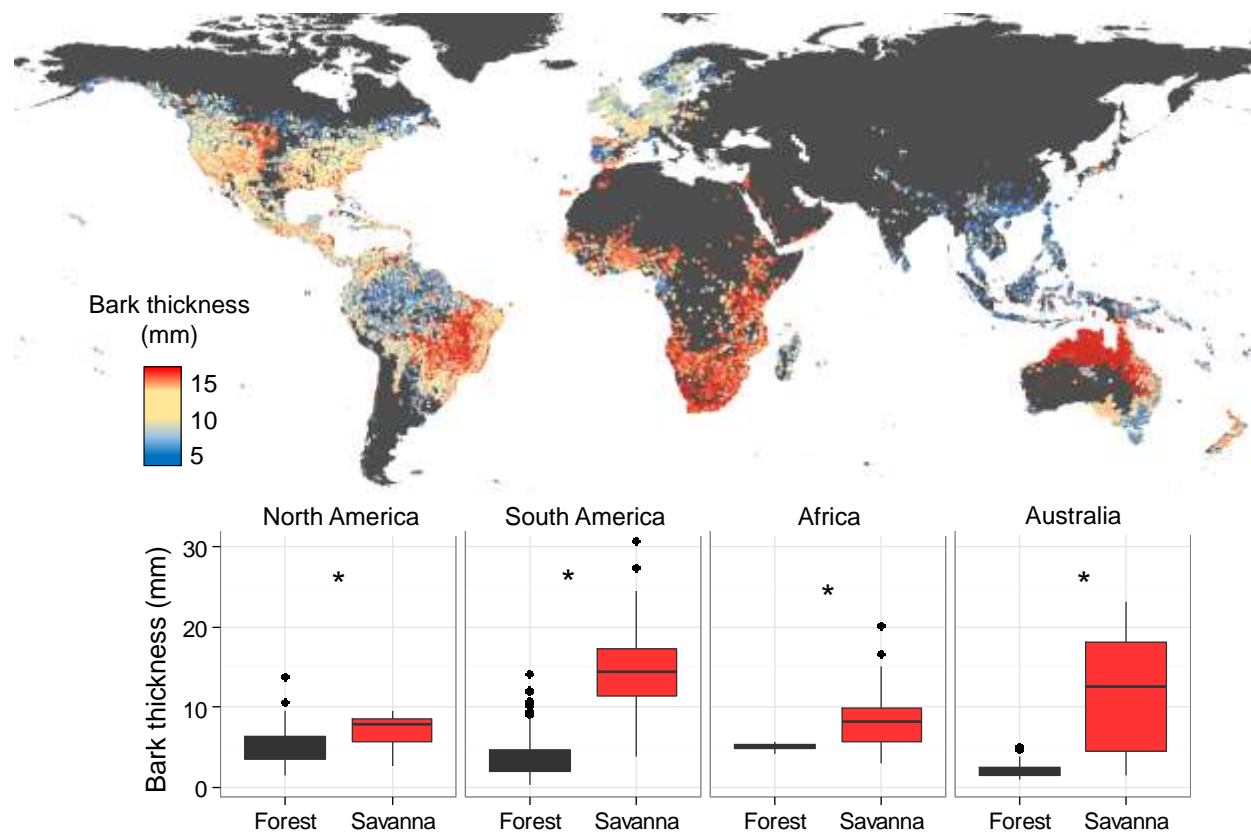 Bark thickness
(mm)
15
10
5
North America
South America
Africa
Australia
Bark thickness (mm)
30
20
10
0
*
*
*
*
Forest Savanna
Forest Savanna
Forest Savanna
Forest Savanna